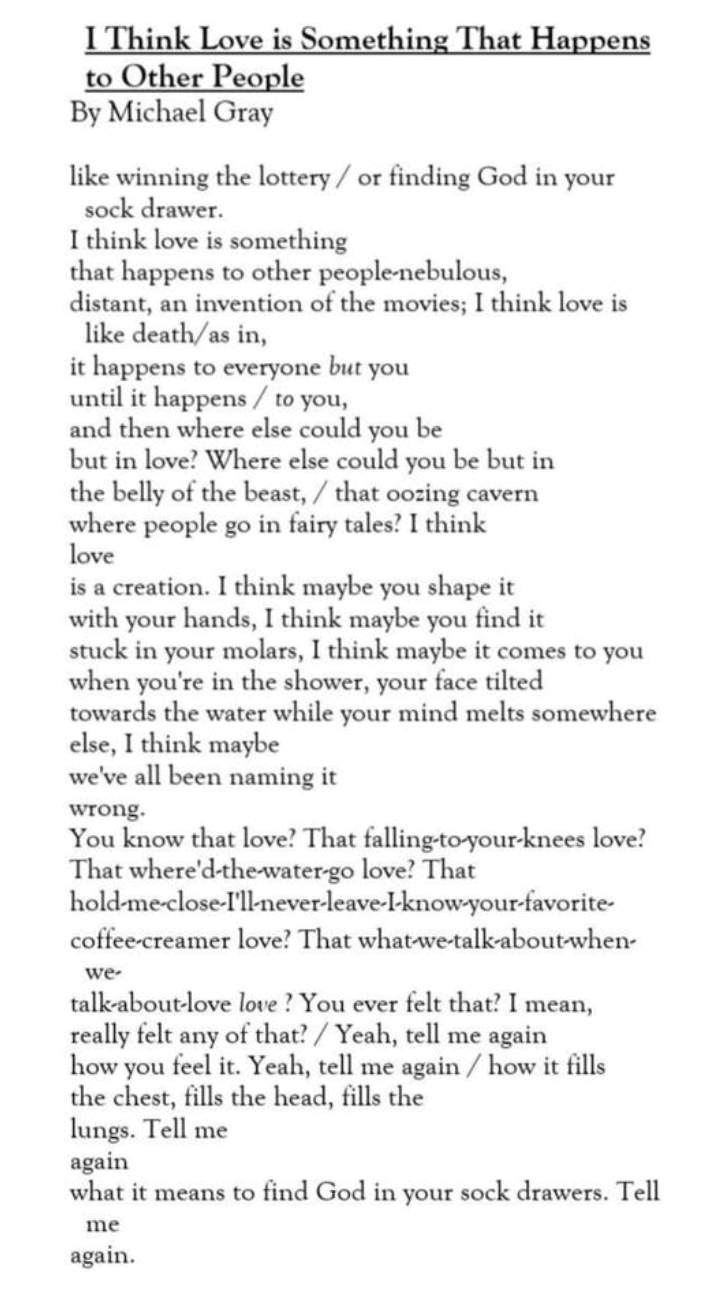 I Think Love is Something That Happens
to Other People
By Michael Gray
like winning the lottery / or finding God in your
sock drawer.
I think love is something
that happens to other people-nebulous,
distant, an invention of the movies; I think love is
like death/as in,
it happens to everyone but you
until it happens / to you,
and then where else could you be
but in love? Where else could you be but in
the belly of the beast, / that oozing cavern
where people go in fairy tales? I think
love
is a creation. I think maybe you shape it
with your hands, I think maybe you find it
stuck in your molars, I think maybe it comes to you
when you're in the shower, your face tilted
towards the water while your mind melts somewhere
else, I think maybe
we've all been naming it
wrong.
You know that love? That falling-to-your-knees love?
That where'd-the-water-go love? That
hold-me-close-I'll-never-leave-I-know-your-favorite-
coffee-creamer love? That what-we-talk-about-when-
we-
talk-about-love love ? You ever felt that? I mean,
really felt any of that? / Yeah, tell me again
how you feel it. Yeah, tell me again / how it fills
the chest, fills the head, fills the
lungs. Tell me
again
what it means to find God in your sock drawers. Tell
me
again.